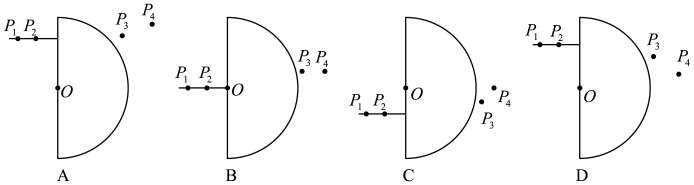 P₁ P₂ P₃ P₄ O
P₁ P₂ O P₃ P₄
P₁ P₂ O P₄ P₃
P₁ P₂ O P₃ P₄
A B C D